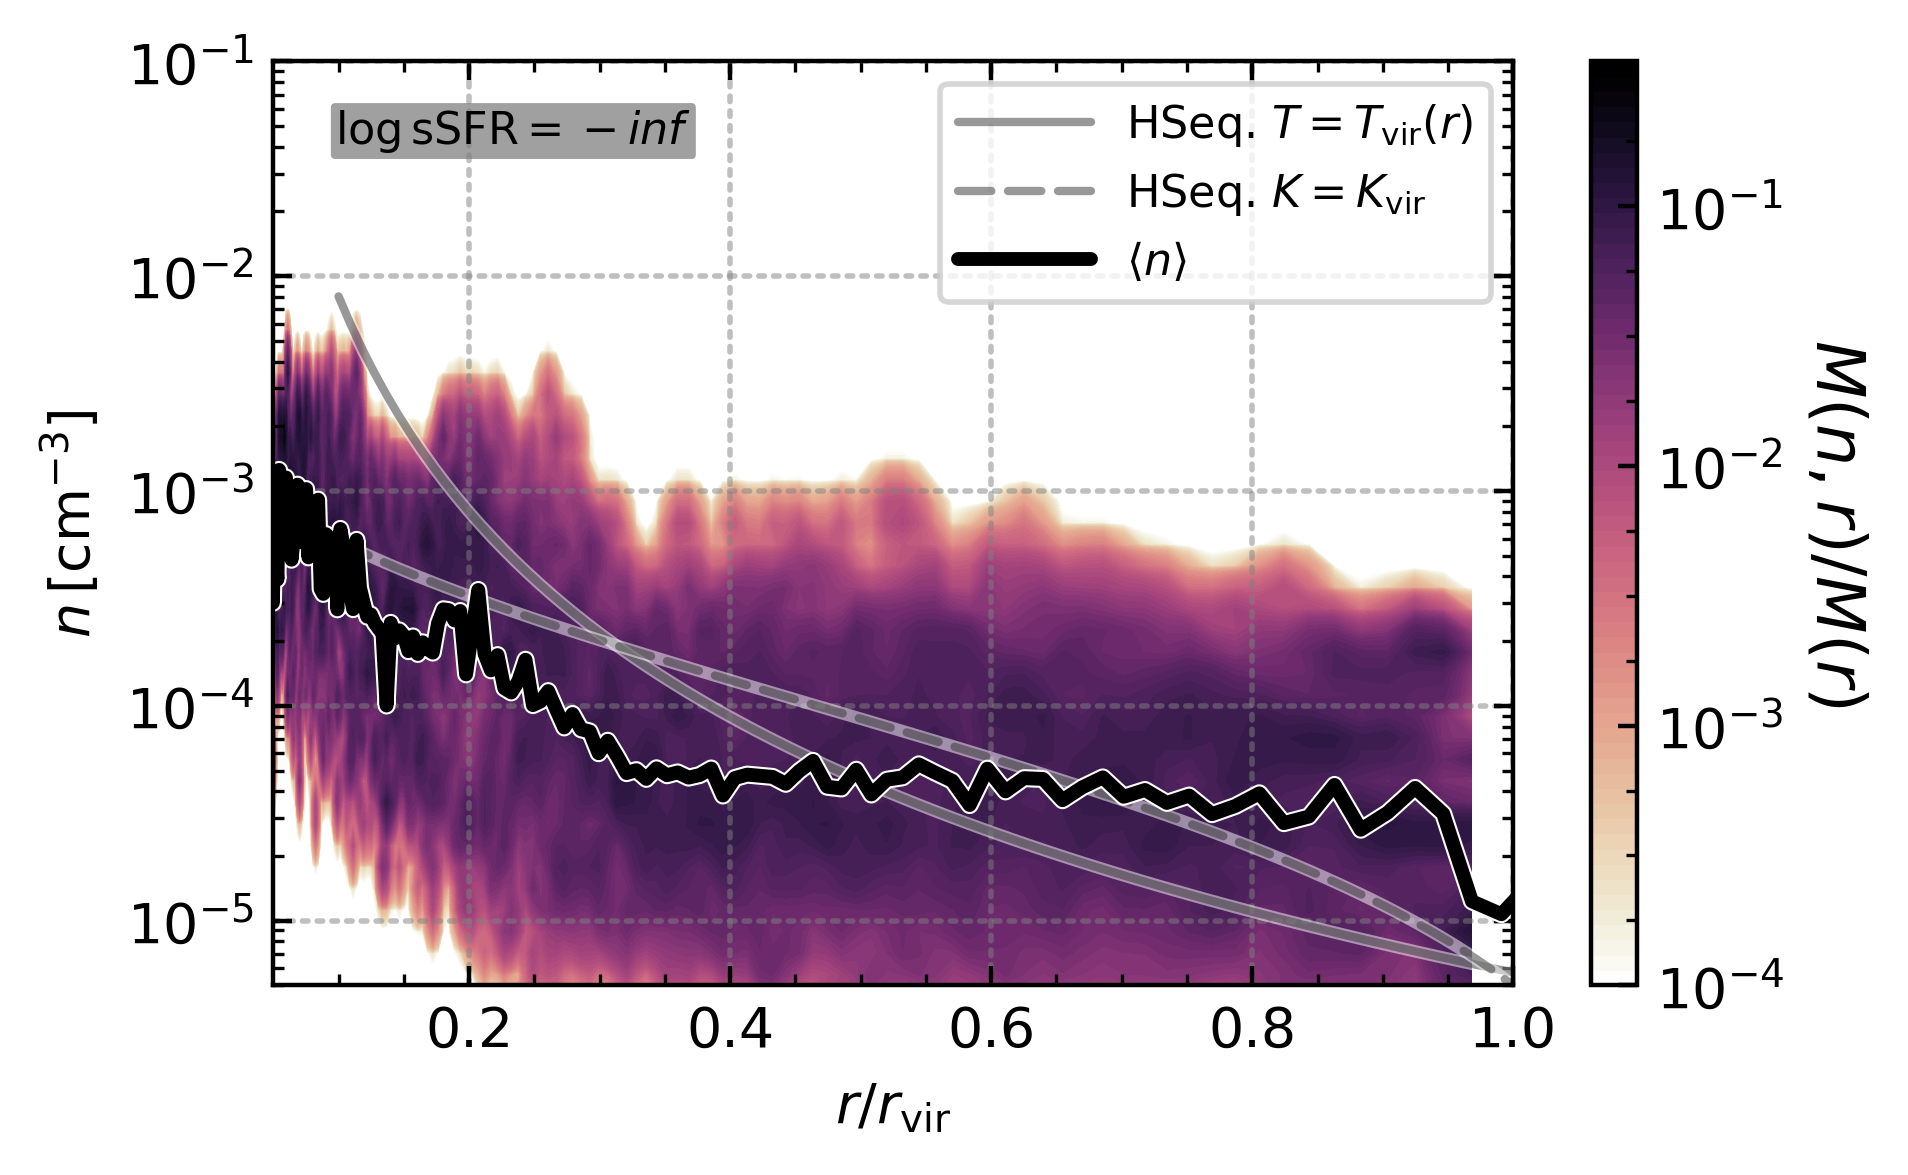 log sSFR = −inf
HSeq. T = T_vir(r)
HSeq. K = K_vir
⟨n⟩
10⁻¹
10⁻²
10⁻³
10⁻⁴
10⁻⁵
n [cm⁻³]
0.2 0.4 0.6 0.8 1.0
r/r_vir
10⁻¹
10⁻²
10⁻³
10⁻⁴
M(n, r)/M(r)